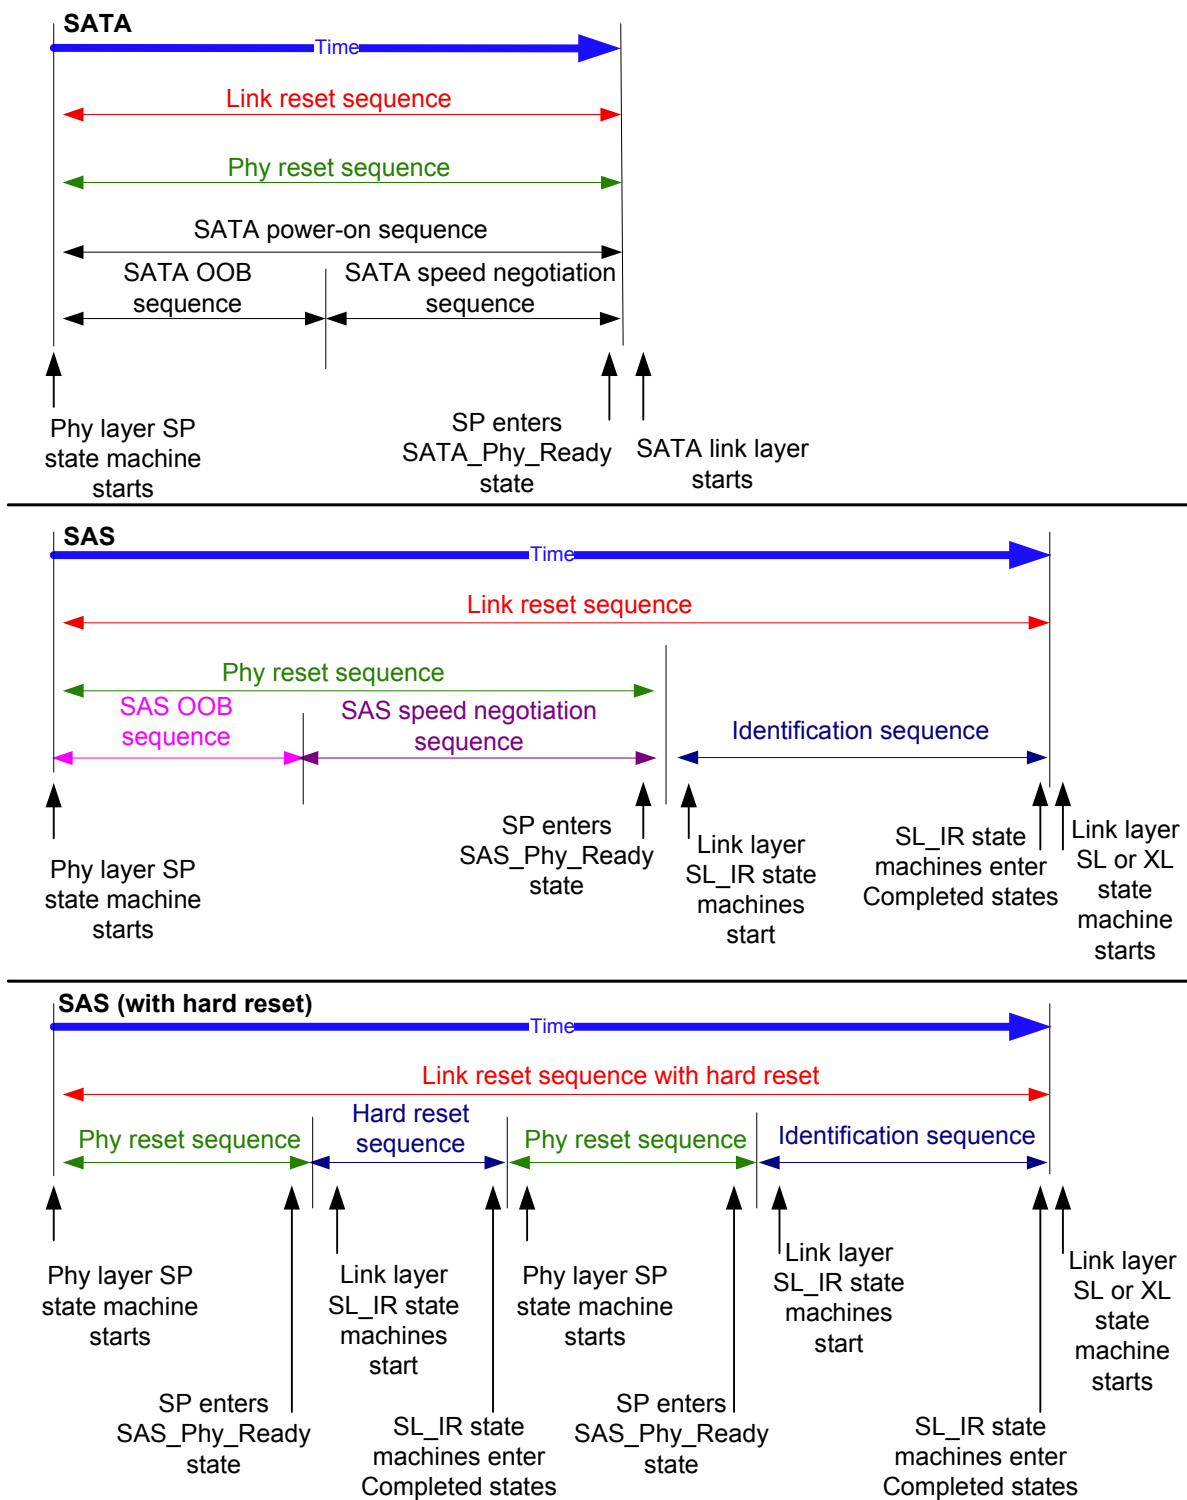 SATA
Time
Link reset sequence
Phy reset sequence
SATA power-on sequence
SATA OOB
sequence
SATA speed negotiation
sequence
Phy layer SP
state machine
starts
SP enters
SATA_Phy_Ready
state
SATA link layer
starts
SAS
Time
Link reset sequence
Phy reset sequence
SAS OOB
sequence
SAS speed negotiation
sequence
Identification sequence
Phy layer SP
state machine
starts
SP enters
SAS_Phy_Ready
state
Link layer
SL_IR state
machines
start
SL_IR state
machines enter
Completed states
Link layer
SL or XL
state
machine
starts
SAS (with hard reset)
Time
Link reset sequence with hard reset
Phy reset sequence
Hard reset
sequence
Phy reset sequence
Identification sequence
Phy layer SP
state machine
starts
SP enters
SAS_Phy_Ready
state
Link layer
SL_IR state
machines
start
SL_IR state
machines enter
Completed states
Phy layer SP
state machine
starts
SP enters
SAS_Phy_Ready
state
Link layer
SL_IR state
machines
start
SL_IR state
machines enter
Completed states
Link layer
SL or XL
state
machine
starts